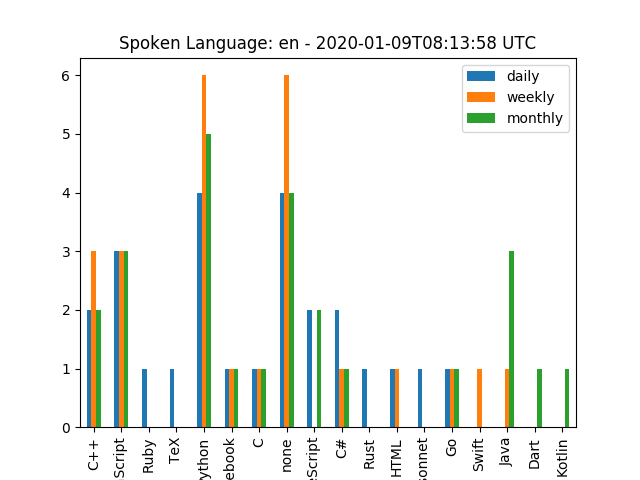 Spoken Language: en - 2020-01-09T08:13:58 UTC
daily
weekly
monthly
6
5
4
3
2
1
0
C++
Script
Ruby
TeX
ython
ebook
C
none
eScript
C#
Rust
HTML
sonnet
Go
Swift
Java
Dart
Kotlin